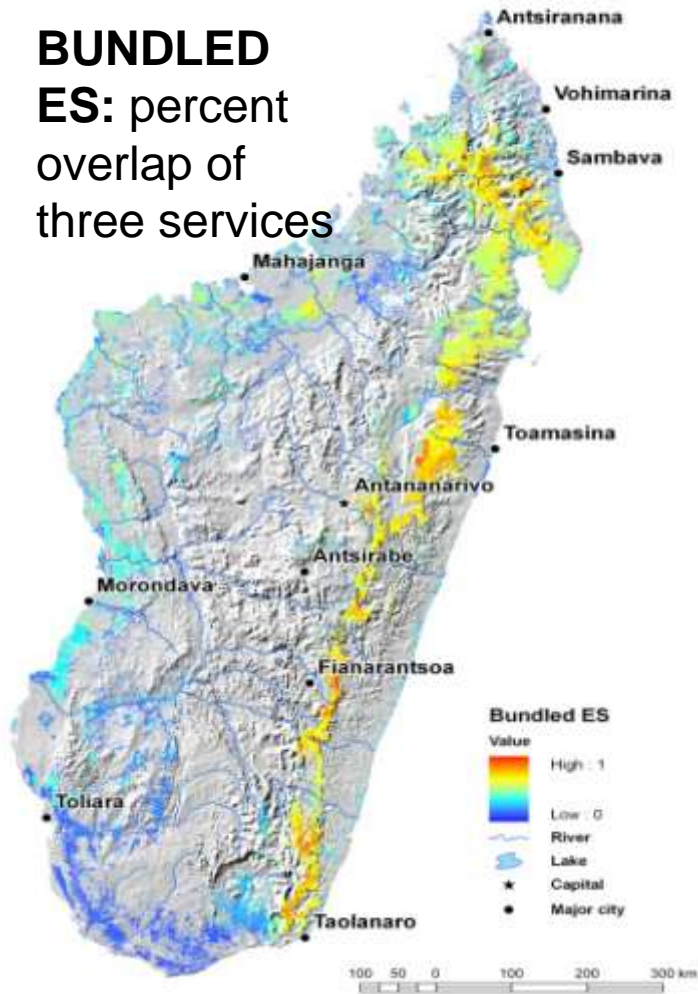 BUNDLED
ES: percent
overlap of
three services
Antsiranana
Vohimarina
Sambava
Mahajanga
Toamasina
Antananarivo
Antsirabe
Morondava
Fianarantsoa
Toliara
Taolanaro
Bundled ES
Value
High : 1
Low : 0
River
Lake
Capital
Major city
100 50 0 100 200 300 km